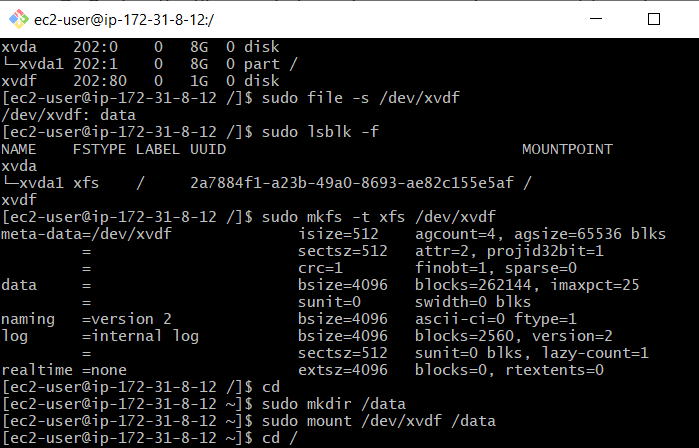 ec2-user@ip-172-31-8-12:/
xvda    202:0    0   8G  0 disk
└─xvda1 202:1    0   8G  0 part /
xvdf    202:80   0   1G  0 disk
[ec2-user@ip-172-31-8-12 /]$ sudo file -s /dev/xvdf
/dev/xvdf: data
[ec2-user@ip-172-31-8-12 /]$ sudo lsblk -f
NAME    FSTYPE LABEL UUID                                 MOUNTPOINT
xvda
└─xvda1 xfs    /     2a7884f1-a23b-49a0-8693-ae82c155e5af /
xvdf
[ec2-user@ip-172-31-8-12 /]$ sudo mkfs -t xfs /dev/xvdf
meta-data=/dev/xvdf              isize=512    agcount=4, agsize=65536 blks
         =                       sectsz=512   attr=2, projid32bit=1
         =                       crc=1        finobt=1, sparse=0
data     =                       bsize=4096   blocks=262144, imaxpct=25
         =                       sunit=0      swidth=0 blks
naming   =version 2              bsize=4096   ascii-ci=0 ftype=1
log      =internal log           bsize=4096   blocks=2560, version=2
         =                       sectsz=512   sunit=0 blks, lazy-count=1
realtime =none                   extsz=4096   blocks=0, rtextents=0
[ec2-user@ip-172-31-8-12 /]$ cd
[ec2-user@ip-172-31-8-12 ~]$ sudo mkdir /data
[ec2-user@ip-172-31-8-12 ~]$ sudo mount /dev/xvdf /data
[ec2-user@ip-172-31-8-12 ~]$ cd /